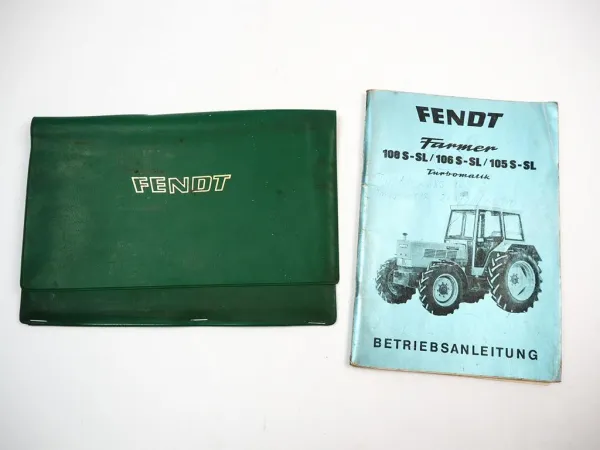 FENDT
FENDT
Farmer
108 S-SL / 106 S-SL / 105 S-SL
Turbomatik
BETRIEBSANLEITUNG